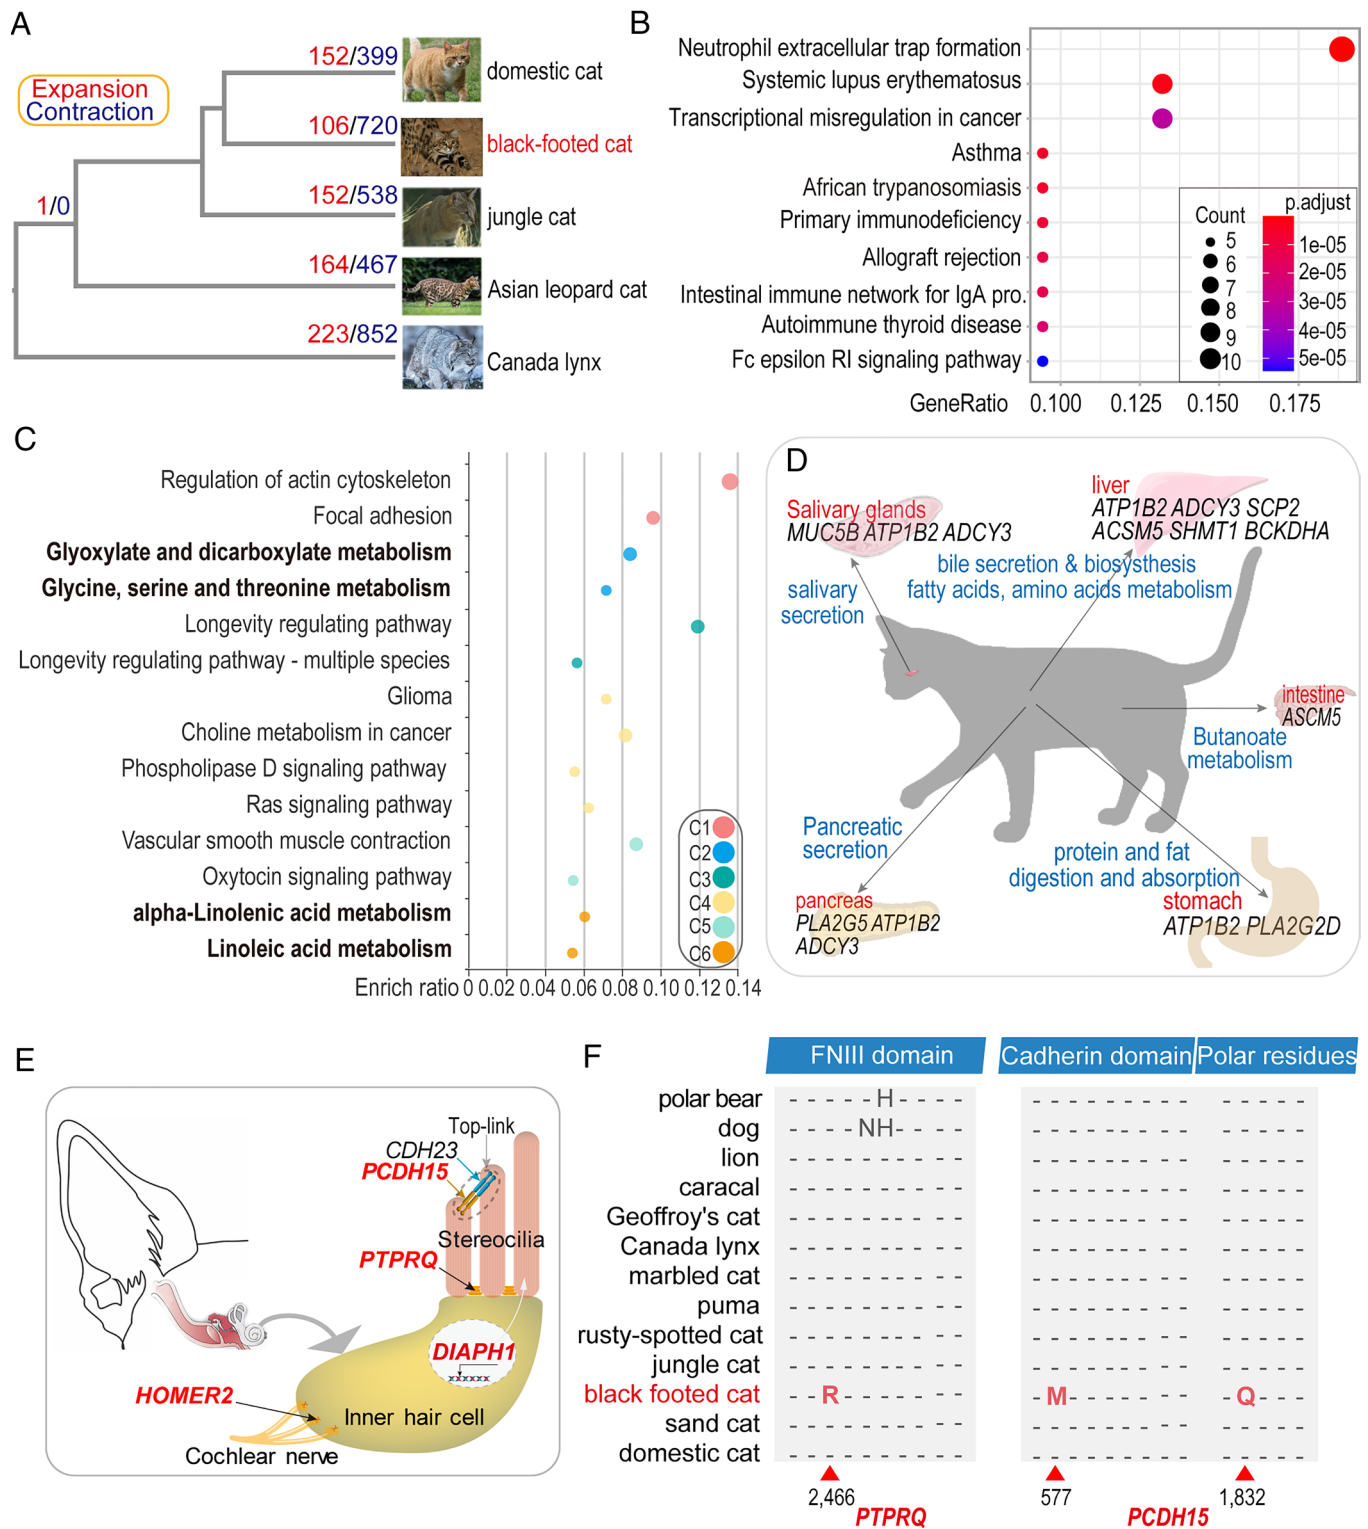 A
Expansion
Contraction
152/399
domestic cat
106/720
black-footed cat
152/538
jungle cat
1/0
164/467
Asian leopard cat
223/852
Canada lynx
B
Neutrophil extracellular trap formation
Systemic lupus erythematosus
Transcriptional misregulation in cancer
Asthma
African trypanosomiasis
Primary immunodeficiency
Allograft rejection
Intestinal immune network for IgA pro.
Autoimmune thyroid disease
Fc epsilon RI signaling pathway
GeneRatio
0.100 0.125 0.150 0.175
Count
5
6
7
8
9
10
p.adjust
1e-05
2e-05
3e-05
4e-05
5e-05
C
Regulation of actin cytoskeleton
Focal adhesion
Glyoxylate and dicarboxylate metabolism
Glycine, serine and threonine metabolism
Longevity regulating pathway
Longevity regulating pathway - multiple species
Glioma
Choline metabolism in cancer
Phospholipase D signaling pathway
Ras signaling pathway
Vascular smooth muscle contraction
Oxytocin signaling pathway
alpha-Linolenic acid metabolism
Linoleic acid metabolism
Enrich ratio 0 0.02 0.04 0.06 0.08 0.10 0.12 0.14
C1
C2
C3
C4
C5
C6
D
Salivary glands
MUC5B ATP1B2 ADCY3
salivary
secretion
liver
ATP1B2 ADCY3 SCP2
ACSM5 SHMT1 BCKDHA
bile secretion & biosysthesis
fatty acids, amino acids metabolism
intestine
ASCM5
Butanoate
metabolism
Pancreatic
secretion
pancreas
PLA2G5 ATP1B2
ADCY3
protein and fat
digestion and absorption
stomach
ATP1B2 PLA2G2D
E
Top-link
CDH23
PCDH15
Stereocilia
PTPRQ
DIAPH1
HOMER2
Inner hair cell
Cochlear nerve
F
FNIII domain
Cadherin domain
Polar residues
polar bear - - - - - H - - - - - - - - - - - - - - - - - - -
dog - - - - NH - - - - - - - - - - - - - - - - - - -
lion - - - - - - - - - - - - - - - - - - - - - - - -
caracal - - - - - - - - - - - - - - - - - - - - - - - -
Geoffroy's cat - - - - - - - - - - - - - - - - - - - - - - - -
Canada lynx - - - - - - - - - - - - - - - - - - - - - - - -
marbled cat - - - - - - - - - - - - - - - - - - - - - - - -
puma - - - - - - - - - - - - - - - - - - - - - - - -
rusty-spotted cat - - - - - - - - - - - - - - - - - - - - - - - -
jungle cat - - - - - - - - - - - - - - - - - - - - - - - -
black footed cat - - R - - - - - - - - M - - - - - - - - Q - - -
sand cat - - - - - - - - - - - - - - - - - - - - - - - -
domestic cat - - - - - - - - - - - - - - - - - - - - - - - -
2,466
577
1,832
PTPRQ
PCDH15